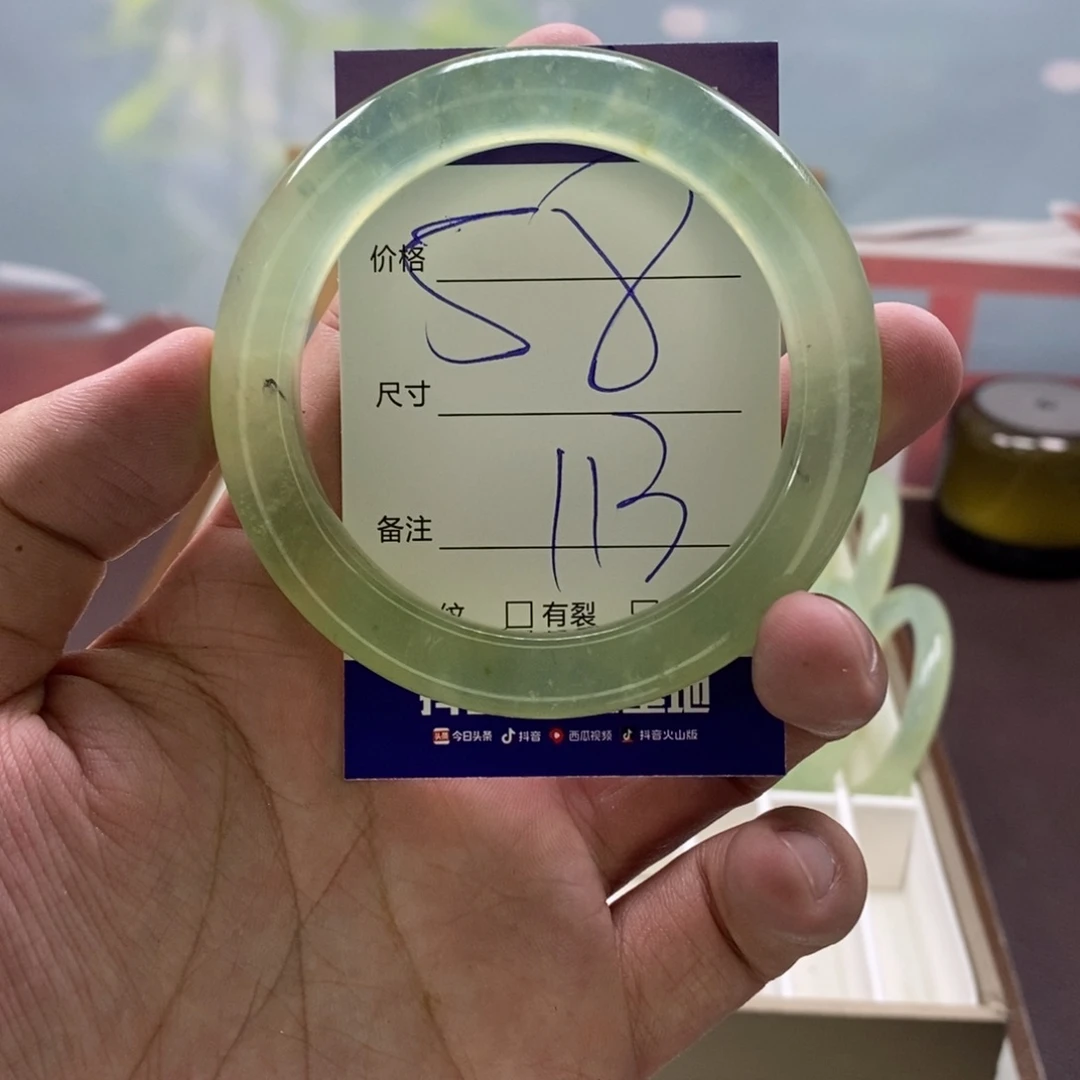 58
价格
尺寸
113
备注
纹 □ 有裂
今日头条 抖音 西瓜视频 抖音火山版